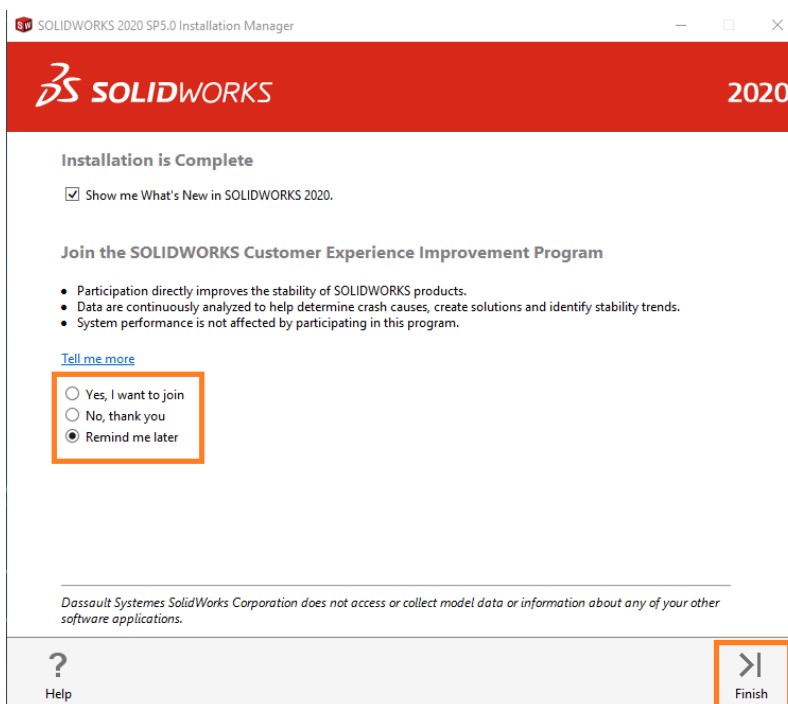 SOLIDWORKS 2020 SP5.0 Installation Manager
SOLIDWORKS
2020
Installation is Complete
Show me What's New in SOLIDWORKS 2020.
Join the SOLIDWORKS Customer Experience Improvement Program
Participation directly improves the stability of SOLIDWORKS products.
Data are continuously analyzed to help determine crash causes, create solutions and identify stability trends.
System performance is not affected by participating in this program.
Tell me more
Yes, I want to join
No, thank you
Remind me later
Dassault Systemes SolidWorks Corporation does not access or collect model data or information about any of your other
software applications.
?
Help
Finish